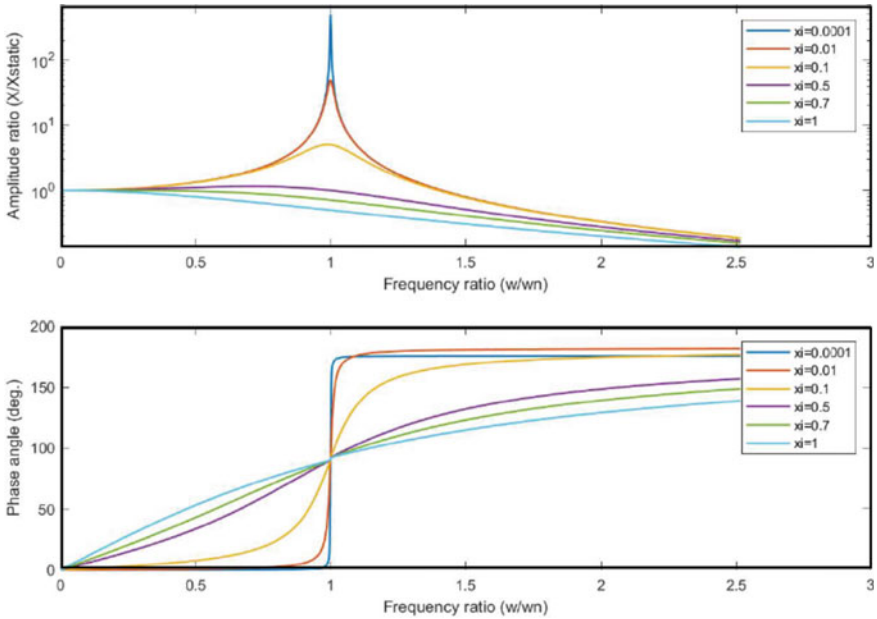 Amplitude ratio (X/Xstatic)
10^2
10^1
10^0
xi=0.0001
xi=0.01
xi=0.1
xi=0.5
xi=0.7
xi=1
0 0.5 1 1.5 2 2.5 3
Frequency ratio (w/wn)
Phase angle (deg.)
200
150
100
50
0
xi=0.0001
xi=0.01
xi=0.1
xi=0.5
xi=0.7
xi=1
0 0.5 1 1.5 2 2.5 3
Frequency ratio (w/wn)